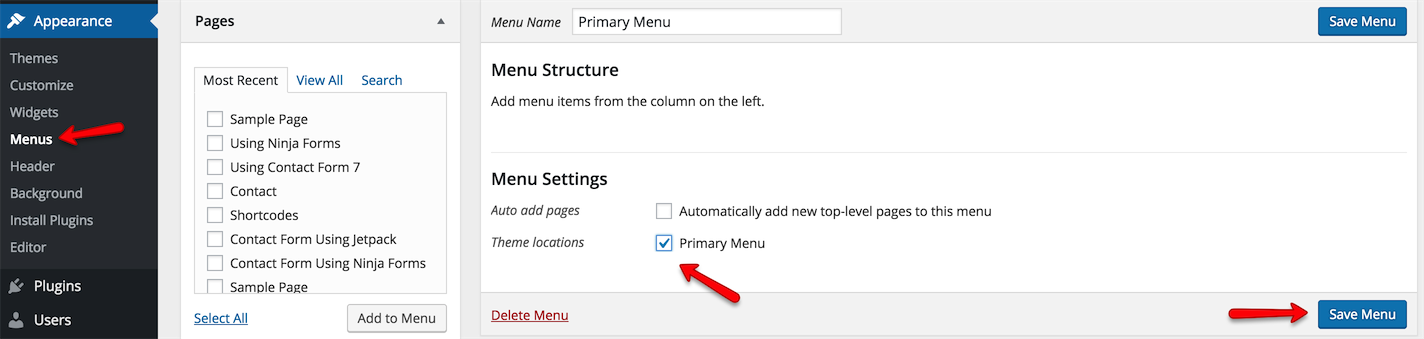 Appearance
Themes
Customize
Widgets
Menus
Header
Background
Install Plugins
Editor
Plugins
Users
Pages
Most Recent
View All
Search
Sample Page
Using Ninja Forms
Using Contact Form 7
Contact
Shortcodes
Contact Form Using Jetpack
Contact Form Using Ninja Forms
Sample Page
Select All
Add to Menu
Menu Name
Primary Menu
Save Menu
Menu Structure
Add menu items from the column on the left.
Menu Settings
Auto add pages
Automatically add new top-level pages to this menu
Theme locations
Primary Menu
Delete Menu
Save Menu